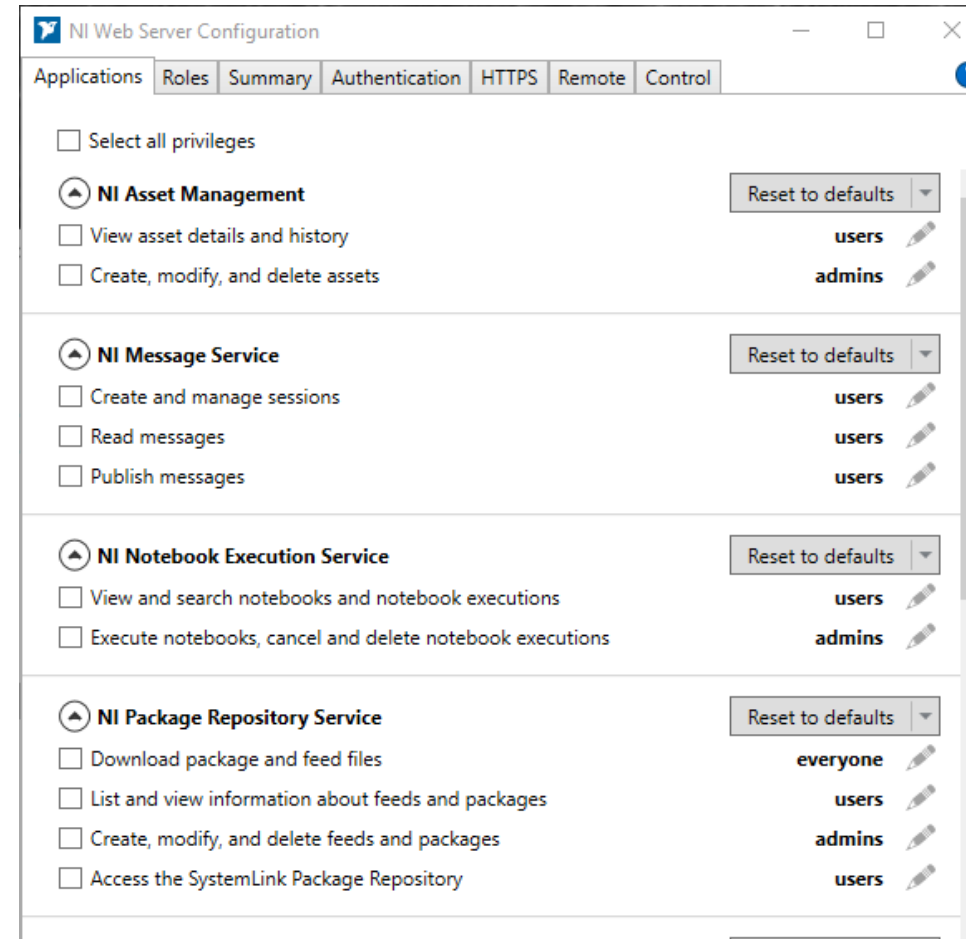 NI Web Server Configuration
Applications Roles Summary Authentication HTTPS Remote Control
Select all privileges
NI Asset Management Reset to defaults
View asset details and history users
Create, modify, and delete assets admins
NI Message Service Reset to defaults
Create and manage sessions users
Read messages users
Publish messages users
NI Notebook Execution Service Reset to defaults
View and search notebooks and notebook executions users
Execute notebooks, cancel and delete notebook executions admins
NI Package Repository Service Reset to defaults
Download package and feed files everyone
List and view information about feeds and packages users
Create, modify, and delete feeds and packages admins
Access the SystemLink Package Repository users